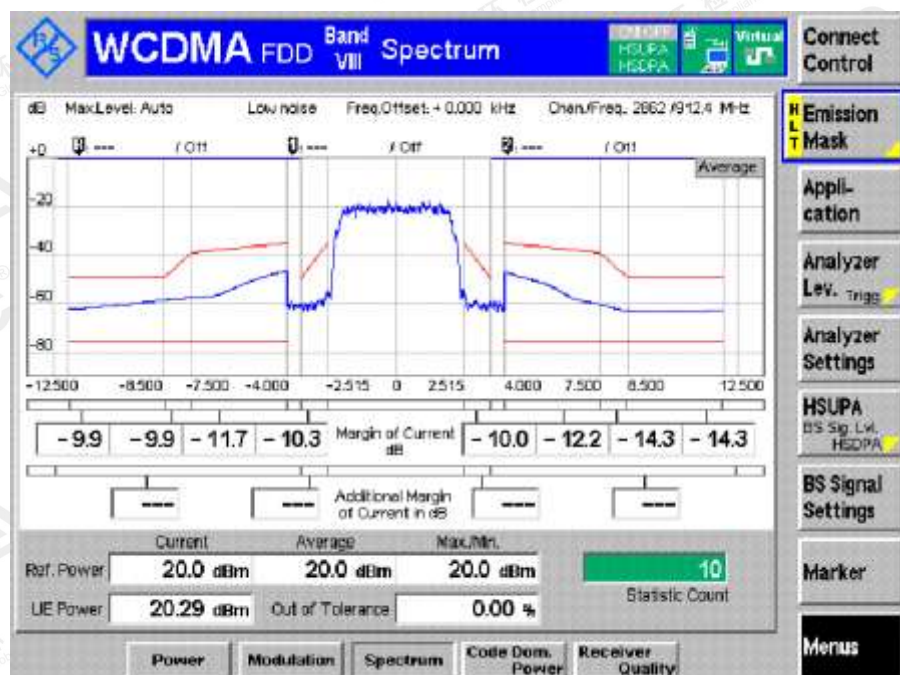 WCDMA FDD Band VIII Spectrum
HSUPA
HSDPA
Virtual
Connect
Control
dB Max.Level: Auto Low noise Freq.Offset: + 0.000 kHz Chan./Freq.: 2862 /912.4 MHz
HLT
Emission
Mask
+0 --- / Off 1: --- / Off 2: --- / Off
Average
-20
-40
-60
-80
-12.500 -8.500 -7.500 -4.000 -2.515 0 2.515 4.000 7.500 8.500 12.500
Appli-
cation
Analyzer
Lev. Trigg
Analyzer
Settings
-9.9 -9.9 -11.7 -10.3 Margin of Current dB -10.0 -12.2 -14.3 -14.3
HSUPA
BS Sig. Lvl.
HSDPA
--- --- Additional Margin of Current in dB --- ---
BS Signal
Settings
Current Average Max./Min.
Ref. Power 20.0 dBm 20.0 dBm 20.0 dBm 10
Statistic Count
UE Power 20.29 dBm Out of Tolerance 0.00 %
Marker
Menus
Power Modulation Spectrum Code Dom. Power Receiver Quality